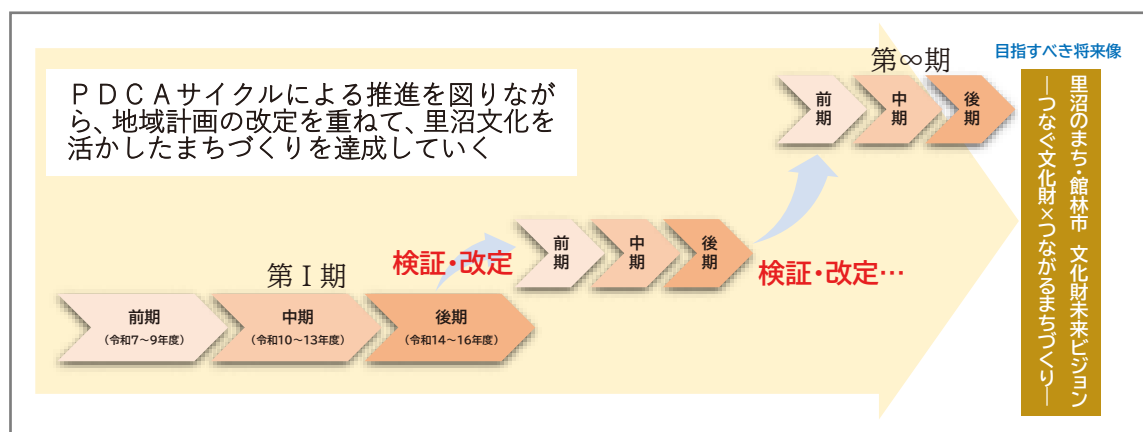 ＰＤＣＡサイクルによる推進を図りなが
ら、地域計画の改定を重ねて、里沼文化を
活かしたまちづくりを達成していく
第Ⅰ期
前期
（令和7～9年度）
中期
（令和10～13年度）
後期
（令和14～16年度）
検証・改定
前期
中期
後期
検証・改定…
第∞期
前期
中期
後期
目指すべき将来像
里沼のまち・館林市 文化財未来ビジョン
―つなぐ文化財×つながるまちづくり―